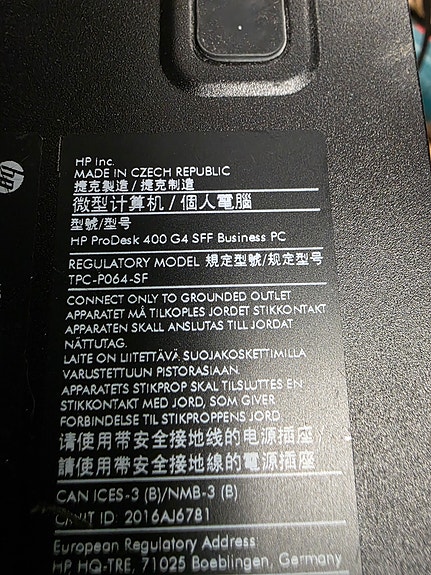 hp
HP Inc.
MADE IN CZECH REPUBLIC
捷克製造 / 捷克制造
微型计算机 / 個人電腦
型號/型号
HP ProDesk 400 G4 SFF Business PC
REGULATORY MODEL 規定型號/规定型号
TPC-P064-SF
CONNECT ONLY TO GROUNDED OUTLET
APPARATET MÅ TILKOPLES JORDET STIKKONTAKT
APPARATEN SKALL ANSLUTAS TILL JORDAT
NÄTTUTAG.
LAITE ON LIITETTÄVÄ SUOJAKOSKETTIMILLA
VARUSTETTUUN PISTORASIAAN.
APPARATETS STIKPROP SKAL TILSLUTTES EN
STIKKONTAKT MED JORD, SOM GIVER
FORBINDELSE TIL STIKPROPPENS JORD.
请使用带安全接地线的电源插座
請使用帶安全接地線的電源插座
CAN ICES-3 (B)/NMB-3 (B)
ID: 2016AJ6781
European Regulatory Address:
HP, HQ-TRE, 71025 Boeblingen, Germany